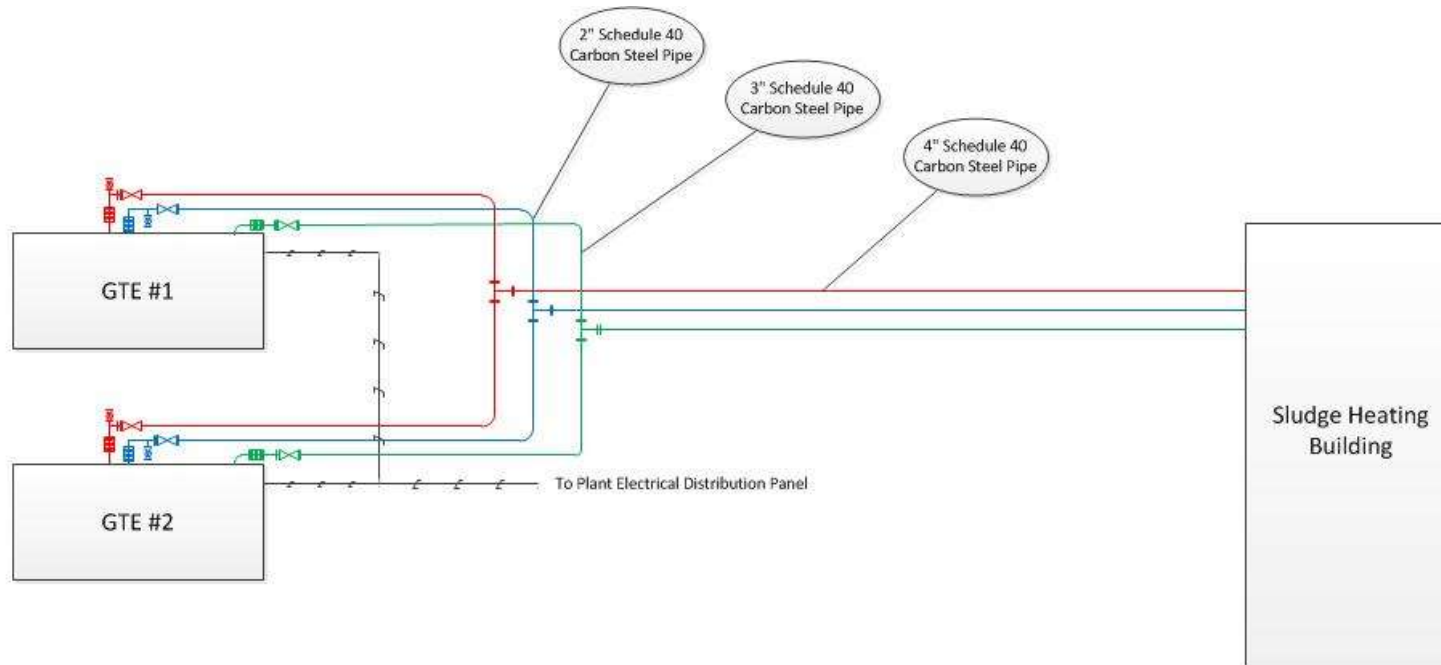 2" Schedule 40
Carbon Steel Pipe
3" Schedule 40
Carbon Steel Pipe
4" Schedule 40
Carbon Steel Pipe
GTE #1
Sludge Heating
Building
GTE #2
To Plant Electrical Distribution Panel